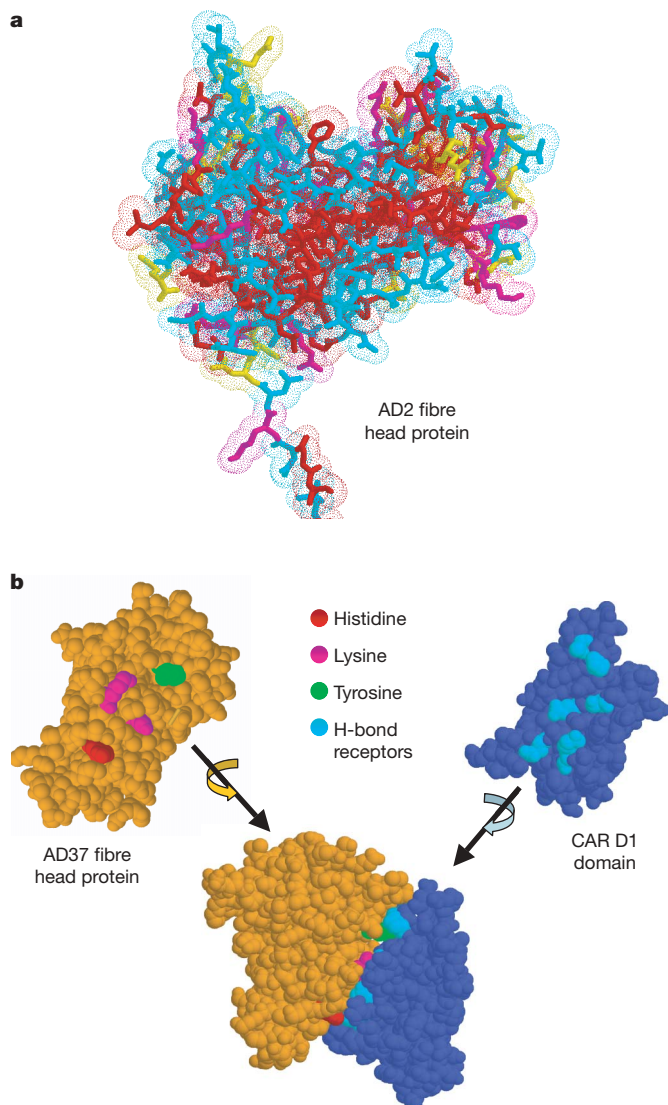 a
AD2 fibre
head protein
b
Histidine
Lysine
Tyrosine
H-bond
receptors
AD37 fibre
head protein
CAR D1
domain